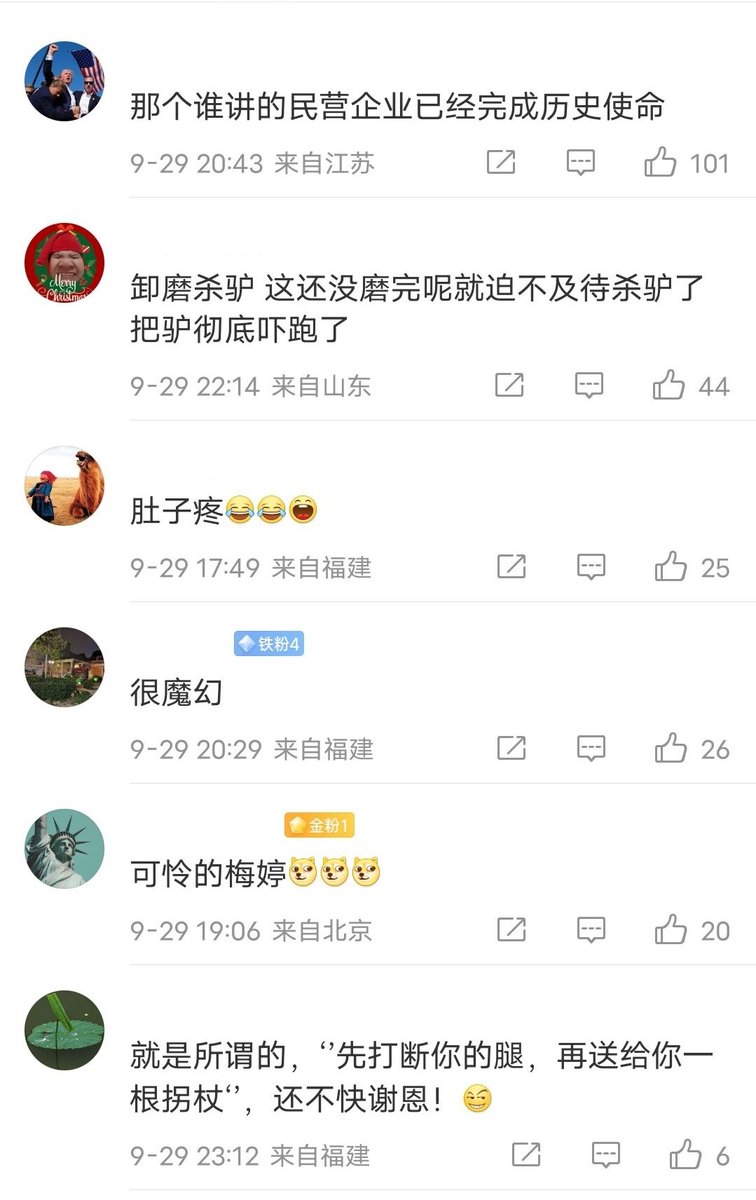 那个谁讲的民营企业已经完成历史使命
9-29 20:43 来自江苏
101
Merry
Christmas
卸磨杀驴 这还没磨完呢就迫不及待杀驴了
把驴彻底吓跑了
9-29 22:14 来自山东
44
肚子疼😂😂😄
9-29 17:49 来自福建
25
铁粉4
很魔幻
9-29 20:29 来自福建
26
金粉1
可怜的梅婷
9-29 19:06 来自北京
20
就是所谓的，‘’先打断你的腿，再送给你一
根拐杖‘’，还不快谢恩！
9-29 23:12 来自福建
6